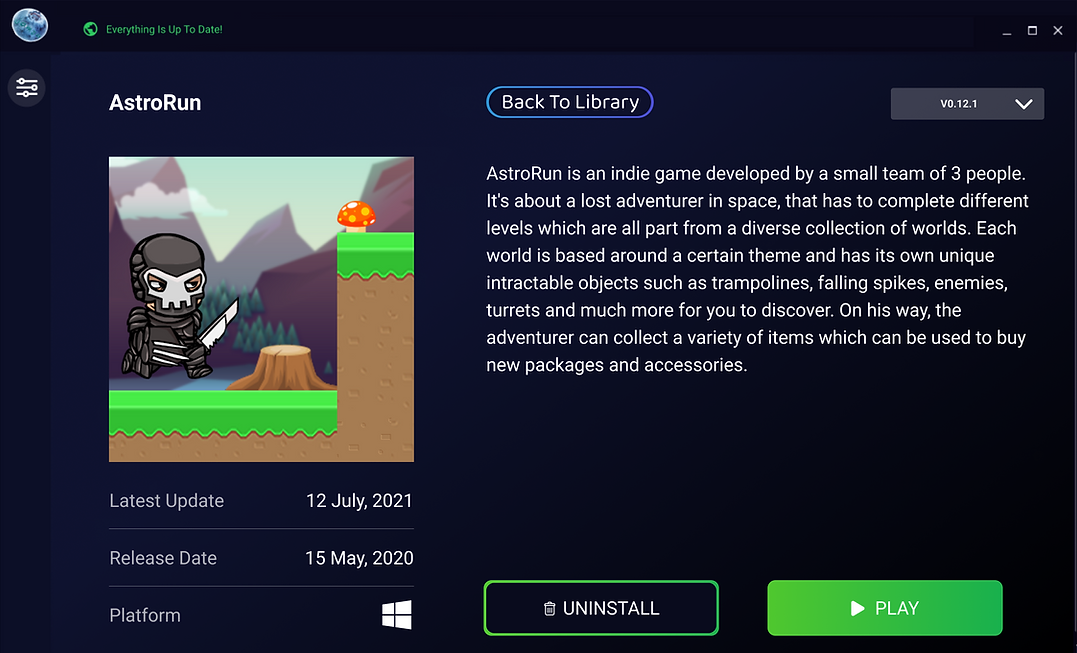 Everything Is Up To Date!
AstroRun
Back To Library
V0.12.1
AstroRun is an indie game developed by a small team of 3 people.
It's about a lost adventurer in space, that has to complete different
levels which are all part from a diverse collection of worlds. Each
world is based around a certain theme and has its own unique
intractable objects such as trampolines, falling spikes, enemies,
turrets and much more for you to discover. On his way, the
adventurer can collect a variety of items which can be used to buy
new packages and accessories.
Latest Update 12 July, 2021
Release Date 15 May, 2020
Platform
UNINSTALL
PLAY